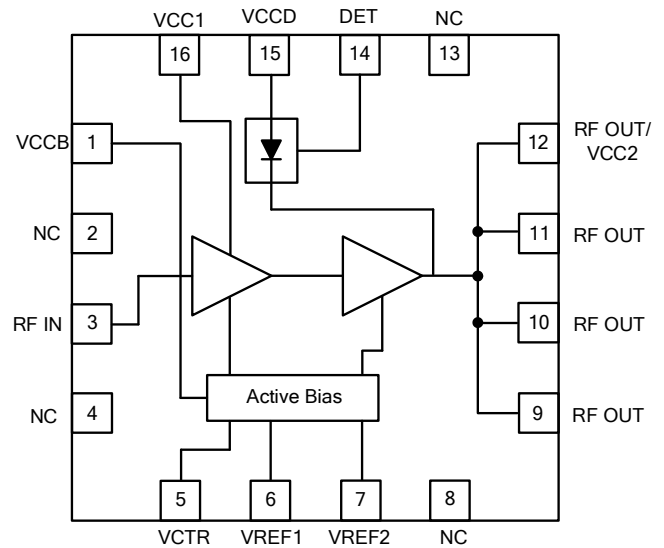 VCC1 VCCD DET NC
16 15 14 13
VCCB 1
12 RF OUT/
VCC2
NC 2
11 RF OUT
RF IN 3
10 RF OUT
Active Bias
NC 4
9 RF OUT
5 6 7 8
VCTR VREF1 VREF2 NC